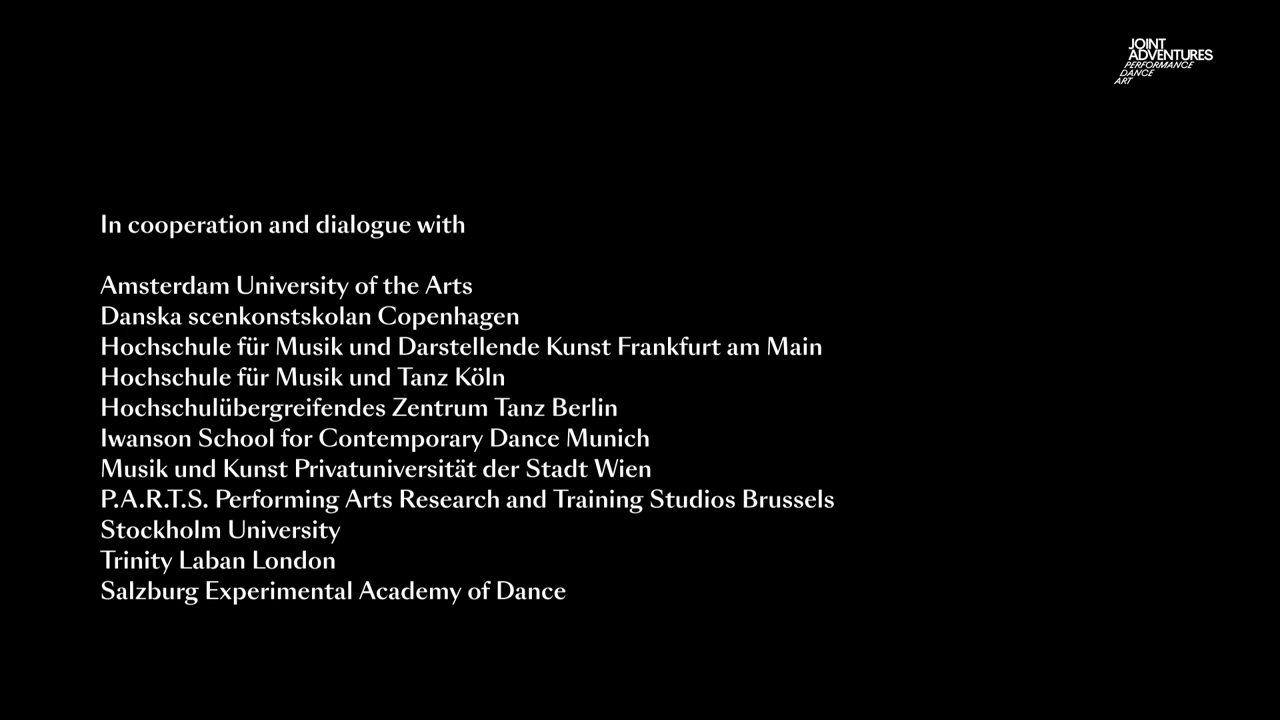 JOINT
ADVENTURES
PERFORMANCE
DANCE
ART
In cooperation and dialogue with
Amsterdam University of the Arts
Danska scenkonstskolan Copenhagen
Hochschule für Musik und Darstellende Kunst Frankfurt am Main
Hochschule für Musik und Tanz Köln
Hochschulübergreifendes Zentrum Tanz Berlin
Iwanson School for Contemporary Dance Munich
Musik und Kunst Privatuniversität der Stadt Wien
P.A.R.T.S. Performing Arts Research and Training Studios Brussels
Stockholm University
Trinity Laban London
Salzburg Experimental Academy of Dance